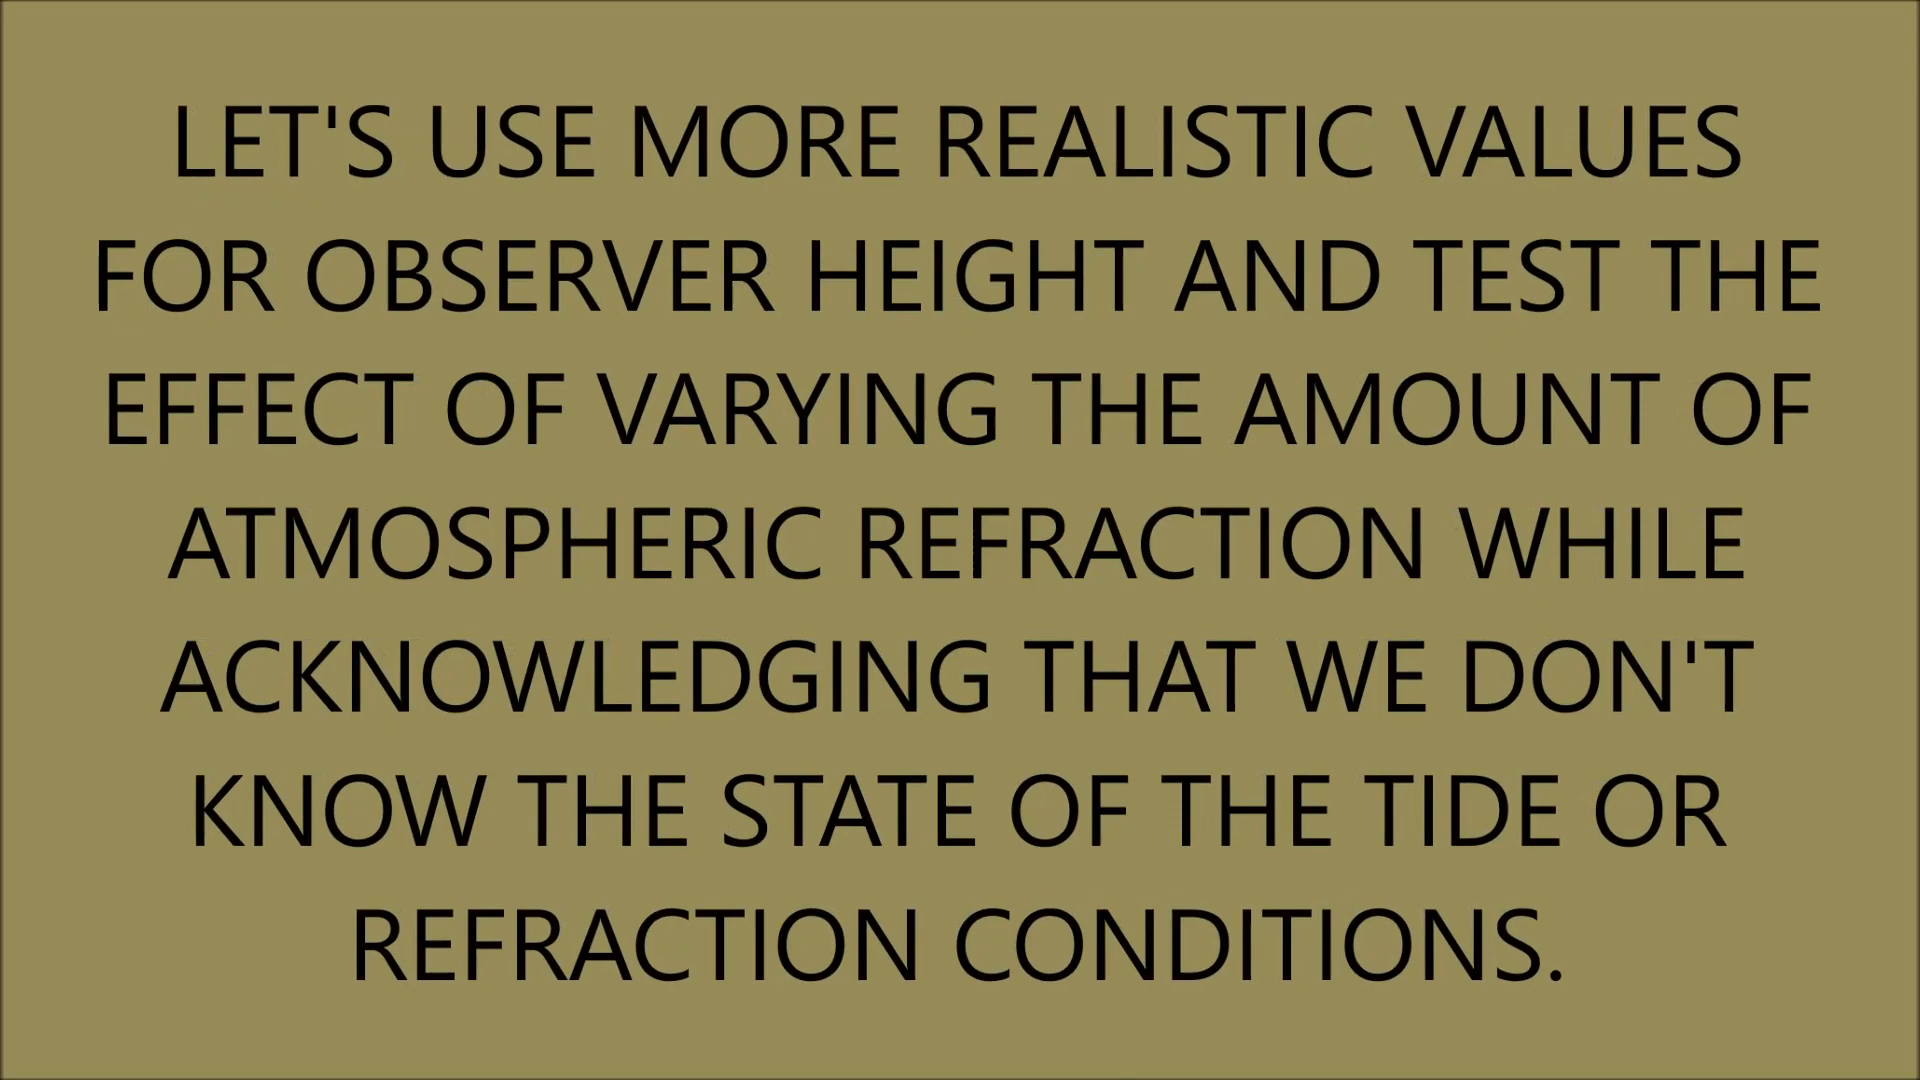 LET'S USE MORE REALISTIC VALUES
FOR OBSERVER HEIGHT AND TEST THE
EFFECT OF VARYING THE AMOUNT OF
ATMOSPHERIC REFRACTION WHILE
ACKNOWLEDGING THAT WE DON'T
KNOW THE STATE OF THE TIDE OR
REFRACTION CONDITIONS.